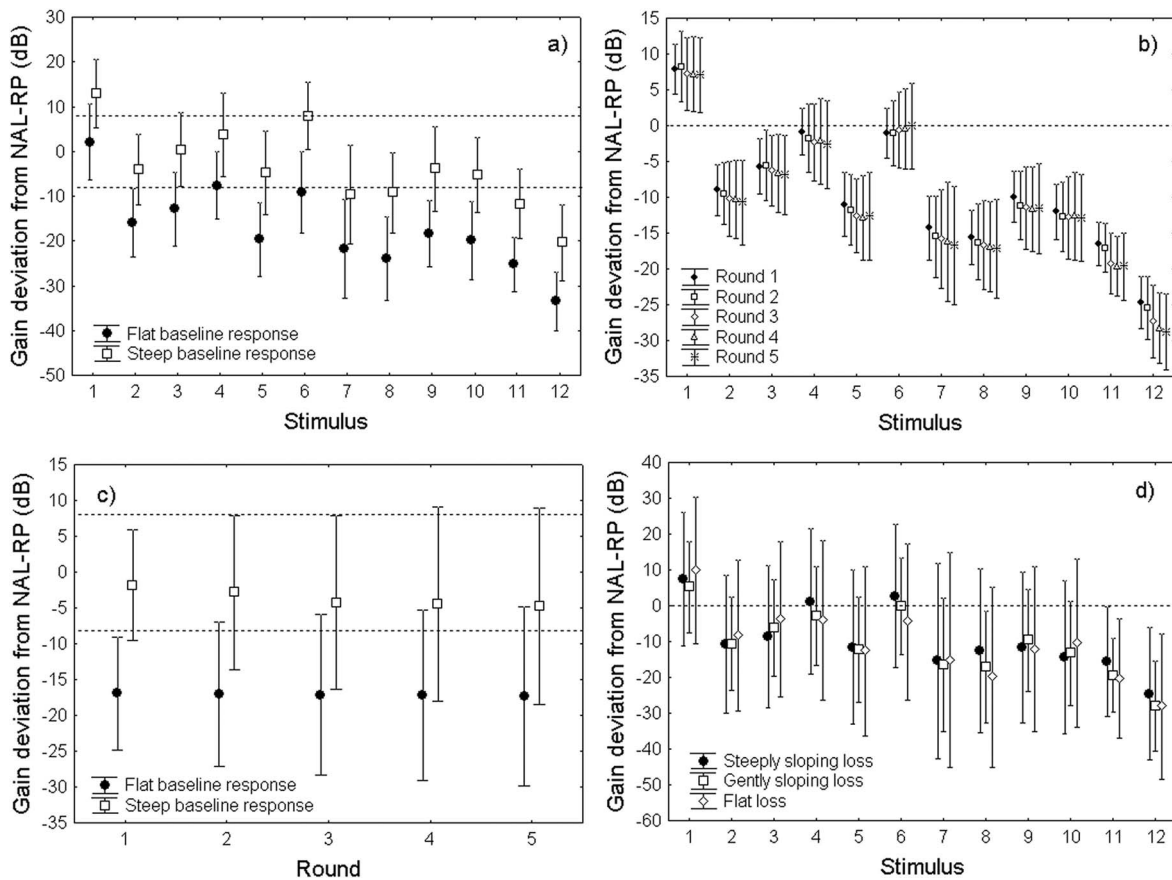 a)
Gain deviation from NAL-RP (dB)
30
20
10
0
-10
-20
-30
-40
-50
Flat baseline response
Steep baseline response
1 2 3 4 5 6 7 8 9 10 11 12
Stimulus
b)
Gain devation from NAL-RP (dB)
15
10
5
0
-5
-10
-15
-20
-25
-30
-35
Round 1
Round 2
Round 3
Round 4
Round 5
1 2 3 4 5 6 7 8 9 10 11 12
Stimulus
c)
Gain deviation from NAL-RP (dB)
15
10
5
0
-5
-10
-15
-20
-25
-30
-35
Flat baseline response
Steep baseline response
1 2 3 4 5
Round
d)
Gain deviation from NAL-RP (dB)
40
30
20
10
0
-10
-20
-30
-40
-50
-60
Steeply sloping loss
Gently sloping loss
Flat loss
1 2 3 4 5 6 7 8 9 10 11 12
Stimulus